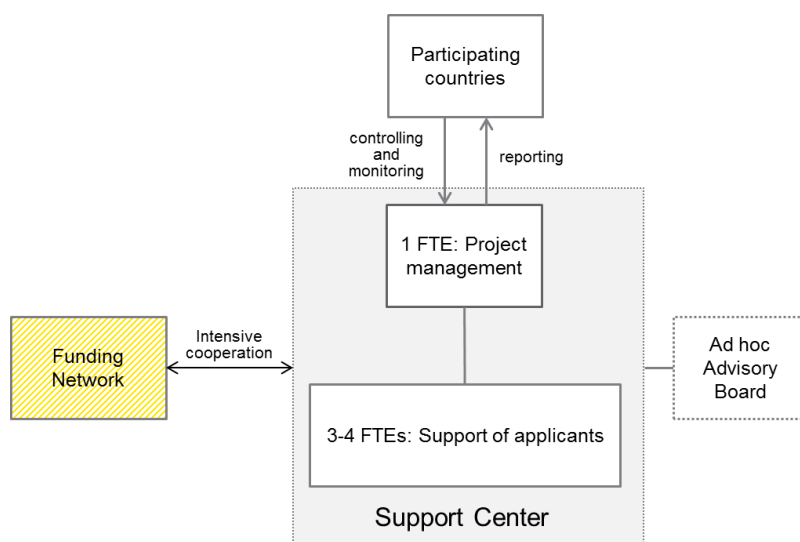 Participating
countries
controlling
and
monitoring
reporting
1 FTE: Project
management
Intensive
cooperation
Funding
Network
Ad hoc
Advisory
Board
3-4 FTEs: Support of applicants
Support Center